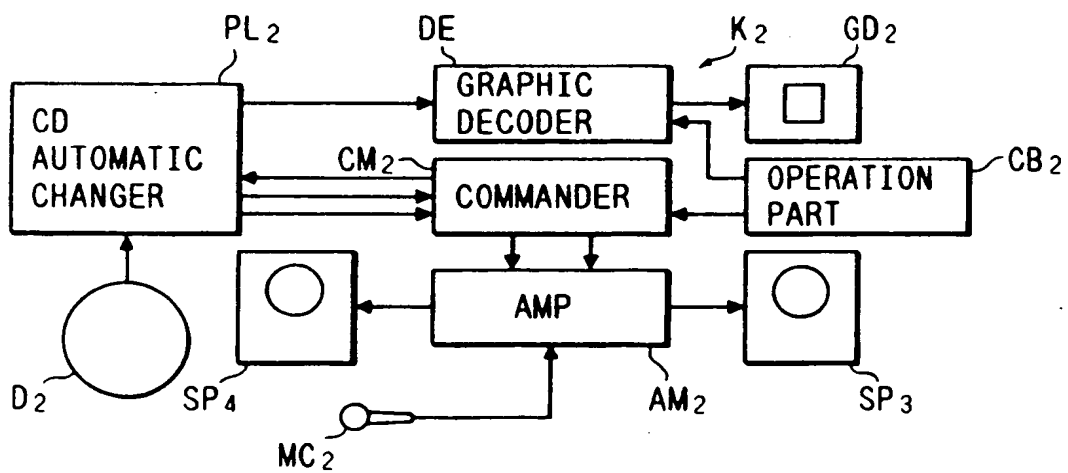 PL₂
DE
K₂
GD₂
CD
AUTOMATIC
CHANGER
GRAPHIC
DECODER
CM₂
COMMANDER
OPERATION
PART
CB₂
AMP
D₂
SP₄
MC₂
AM₂
SP₃